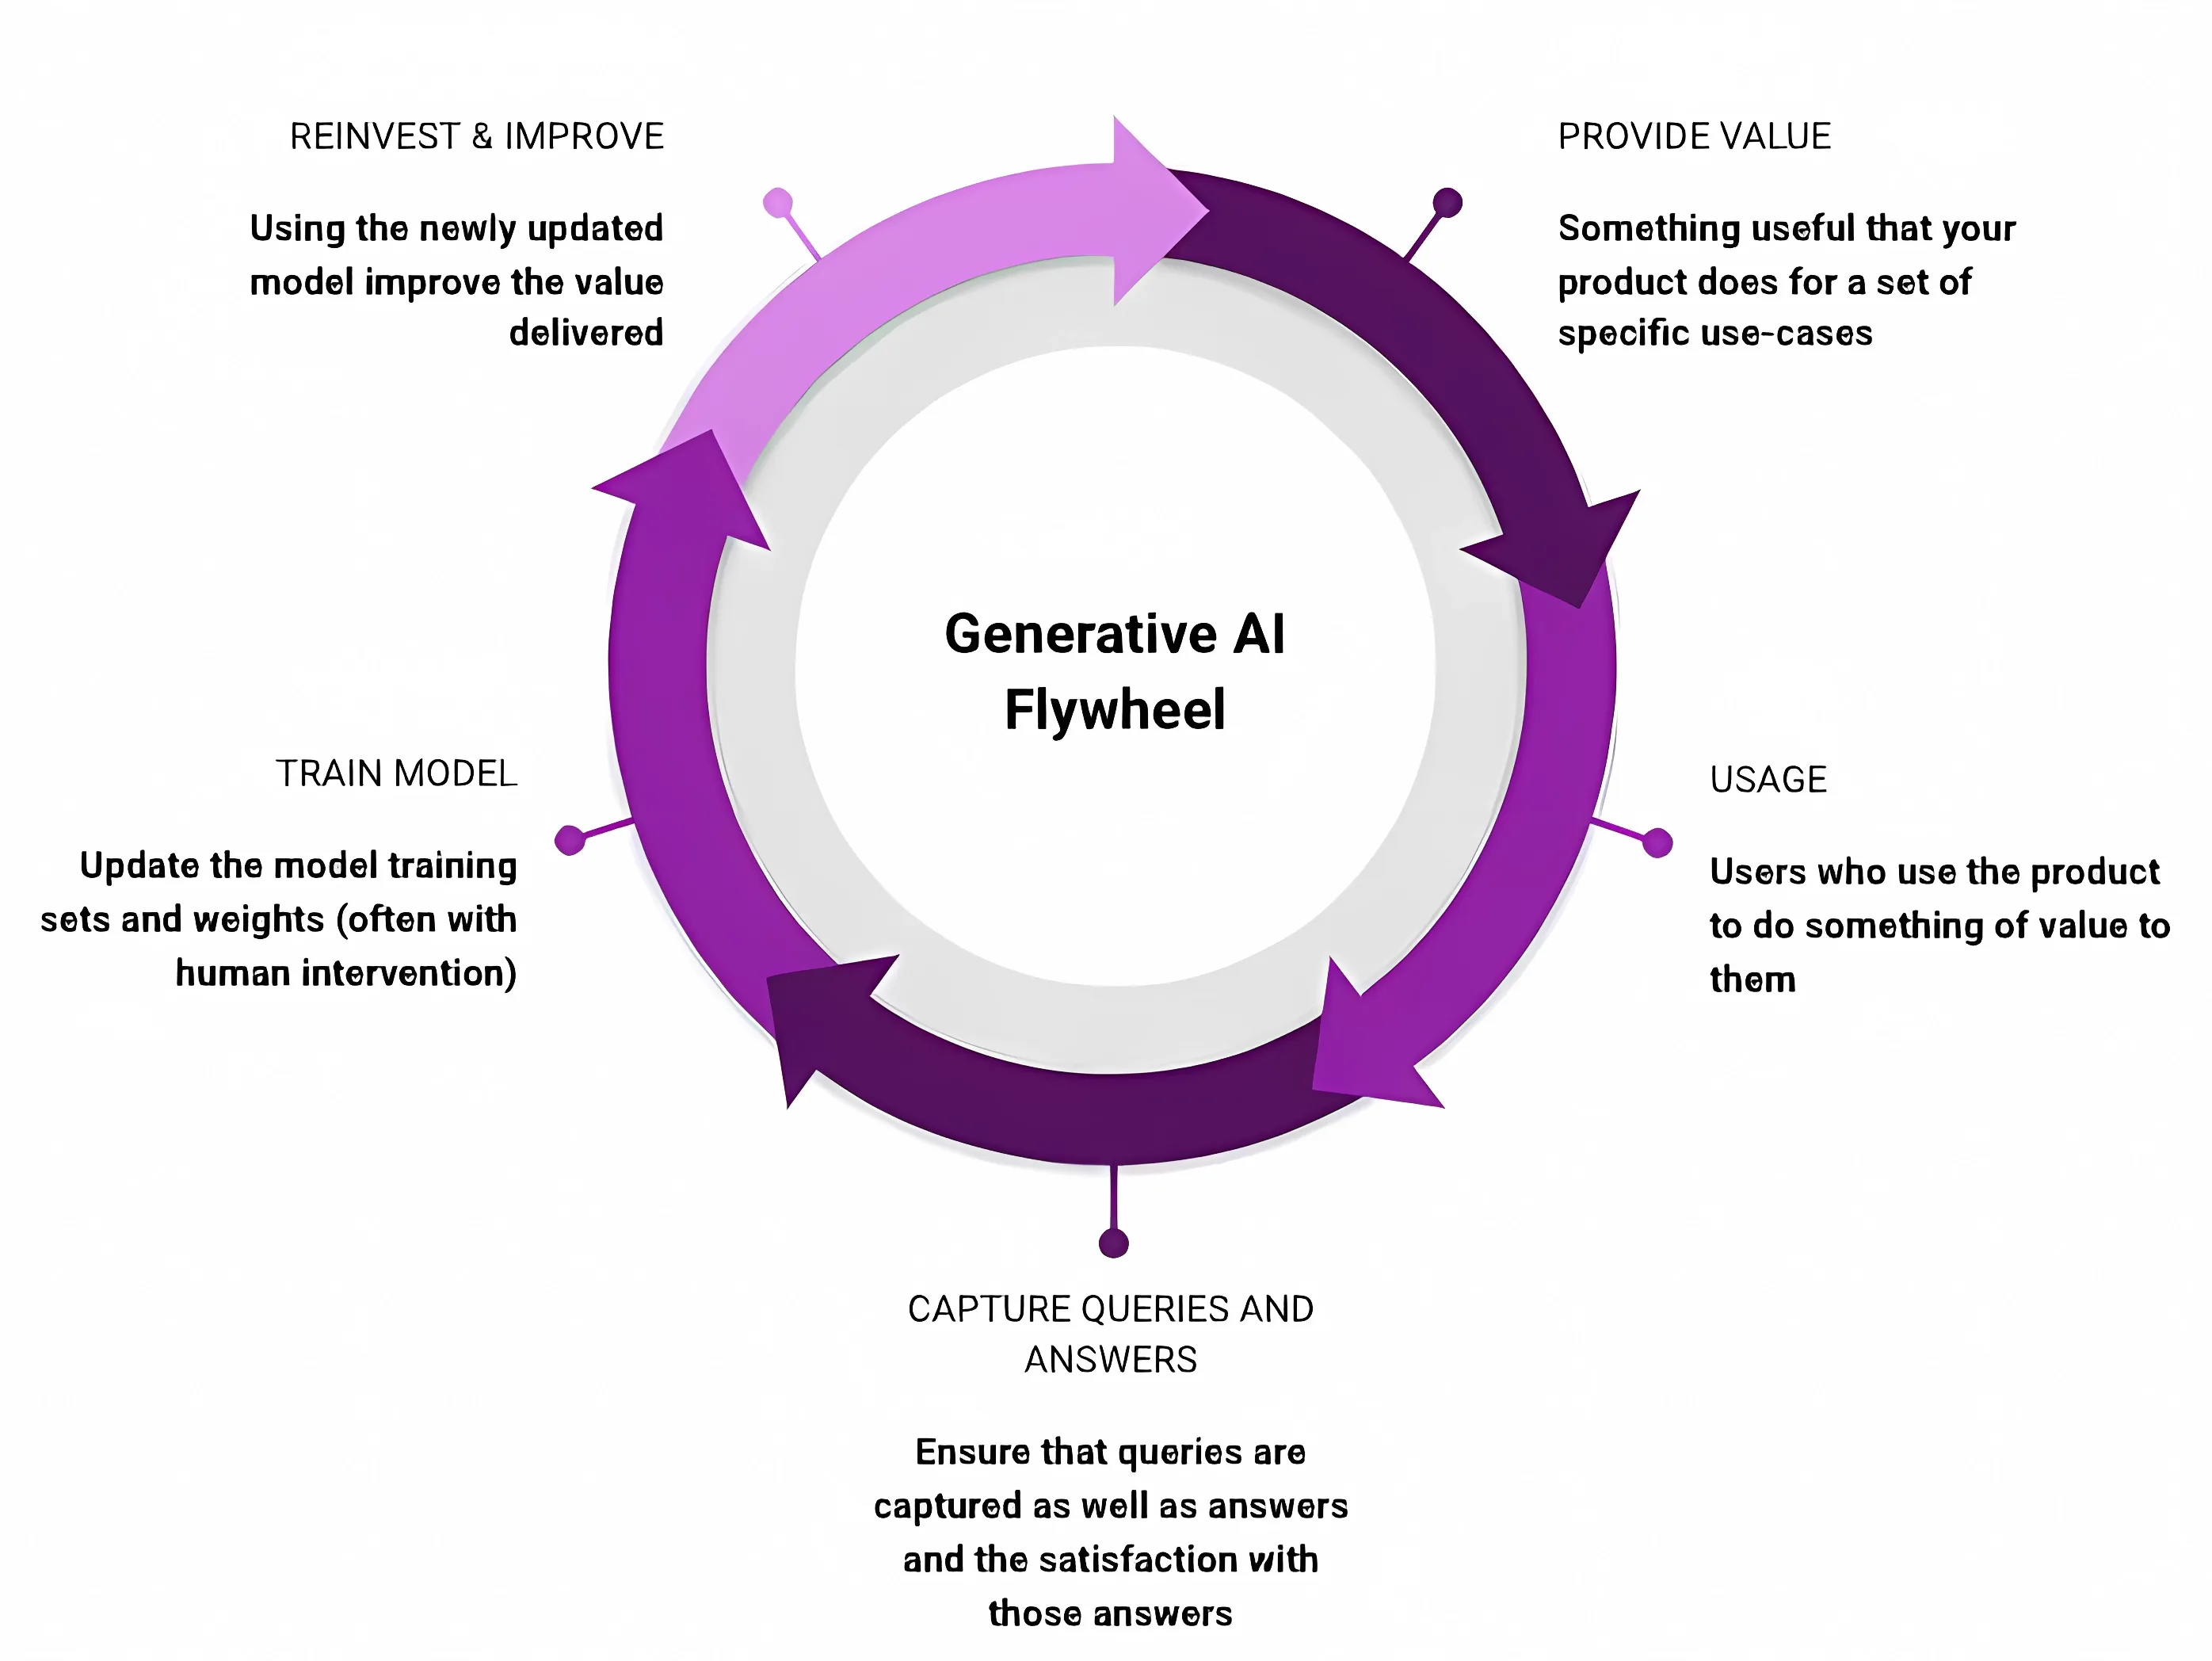 REINVEST & IMPROVE
Using the newly updated
model improve the value
delivered
PROVIDE VALUE
Something useful that your
product does for a set of
specific use-cases
Generative AI
Flywheel
TRAIN MODEL
Update the model training
sets and weights (often with
human intervention)
USAGE
Users who use the product
to do something of value to
them
CAPTURE QUERIES AND
ANSWERS
Ensure that queries are
captured as well as answers
and the satisfaction with
those answers